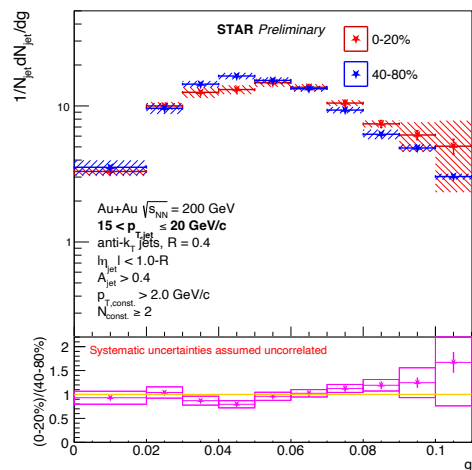 STAR Preliminary
0-20%
40-80%
1/N_jet dN_jet/dg
10
1
Au+Au √s_NN = 200 GeV
15 < p_T,jet ≤ 20 GeV/c
anti-k_T jets, R = 0.4
|η_jet| < 1.0-R
A_jet > 0.4
p_T,const. > 2.0 GeV/c
N_const. ≥ 2
Systematic uncertainties assumed uncorrelated
(0-20%)/(40-80%)
2
1.5
1
0.5
0
0 0.02 0.04 0.06 0.08 0.1
g